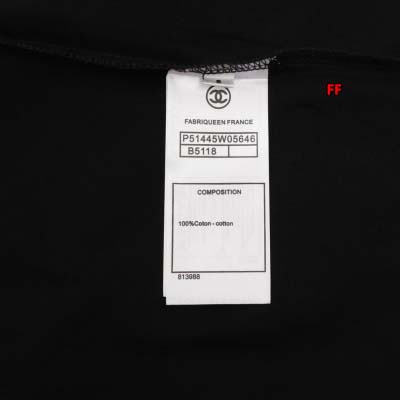 FF
FABRIQUEEN FRANCE
P51445W05646
B5118
COMPOSITION
100%Coton - cotton
813988